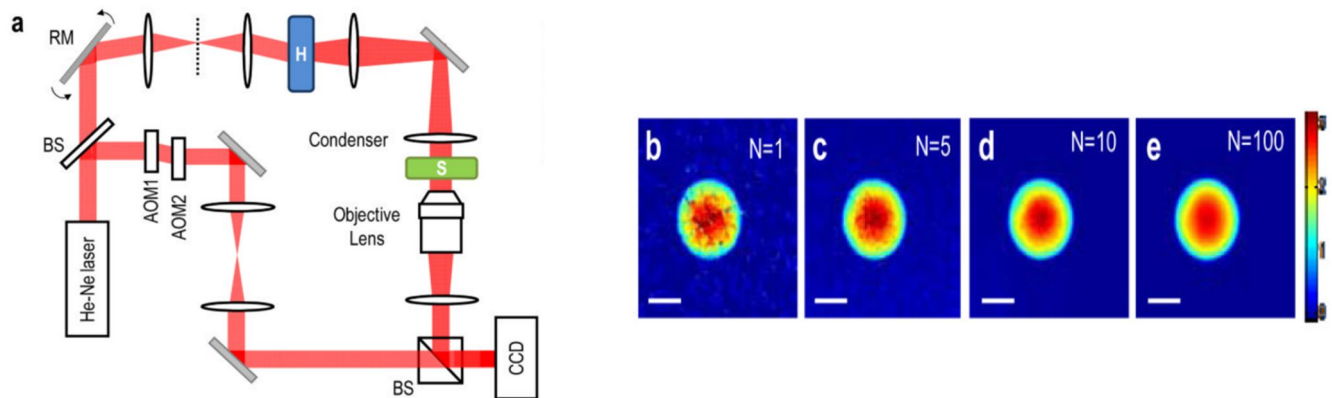 a
RM
H
BS
Condenser
S
AOM1
AOM2
Objective
Lens
He-Ne laser
CCD
BS
b
N=1
c
N=5
d
N=10
e
N=100